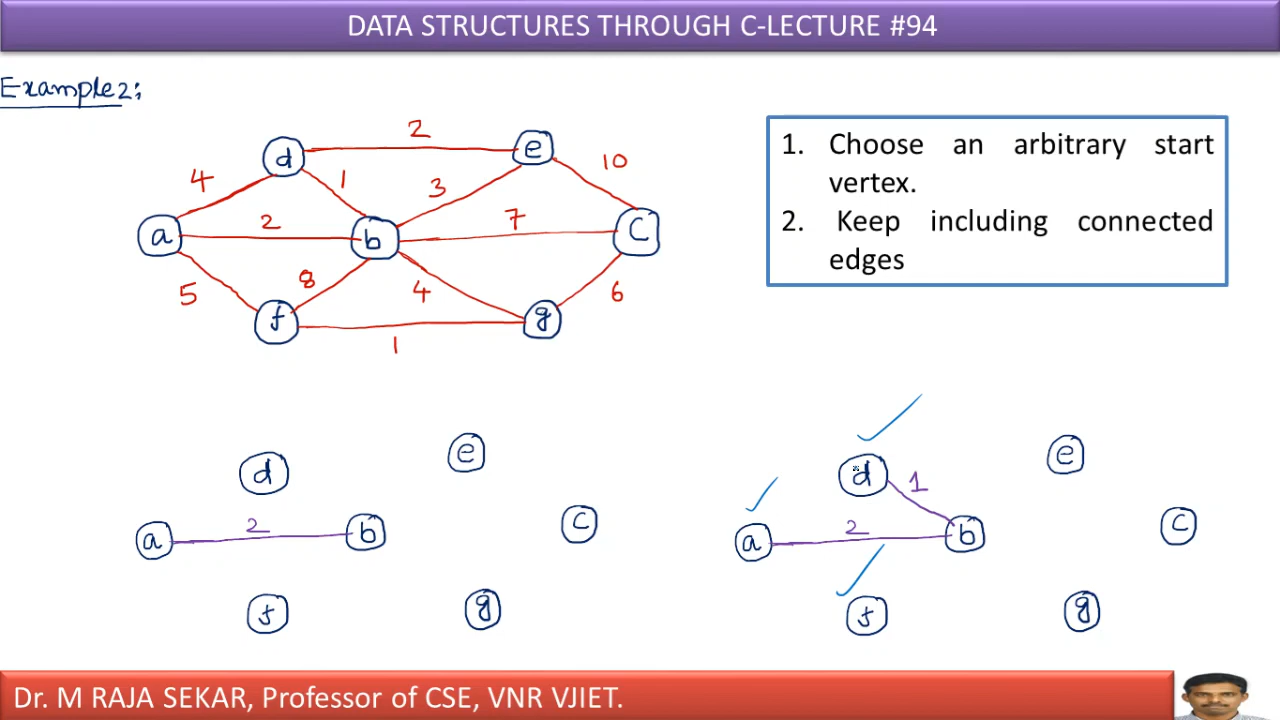 DATA STRUCTURES THROUGH C-LECTURE #94
Example2:
1. Choose an arbitrary start
vertex.
2. Keep including connected
edges
2
d
e
4
1
3
10
a
2
b
7
C
5
8
4
6
f
g
1
d
e
a
2
b
c
f
g
d
1
e
a
2
b
c
f
g
Dr. M RAJA SEKAR, Professor of CSE, VNR VJIET.